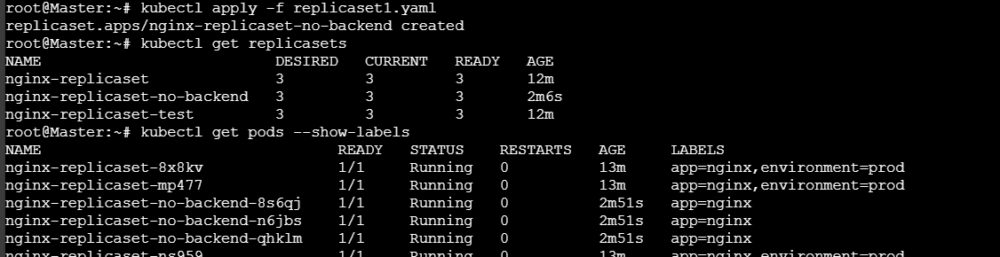 root@Master:~# kubectl apply -f replicaset1.yaml
replicaset.apps/nginx-replicaset-no-backend created
root@Master:~# kubectl get replicasets
NAME DESIRED CURRENT READY AGE
nginx-replicaset 3 3 3 12m
nginx-replicaset-no-backend 3 3 3 2m6s
nginx-replicaset-test 3 3 3 12m
root@Master:~# kubectl get pods --show-labels
NAME READY STATUS RESTARTS AGE LABELS
nginx-replicaset-8x8kv 1/1 Running 0 13m app=nginx,environment=prod
nginx-replicaset-mp477 1/1 Running 0 13m app=nginx,environment=prod
nginx-replicaset-no-backend-8s6qj 1/1 Running 0 2m51s app=nginx
nginx-replicaset-no-backend-n6jbs 1/1 Running 0 2m51s app=nginx
nginx-replicaset-no-backend-qhklm 1/1 Running 0 2m51s app=nginx
nginx-replicaset-ns959 1/1 Running 0 13m app=nginx,environment=prod